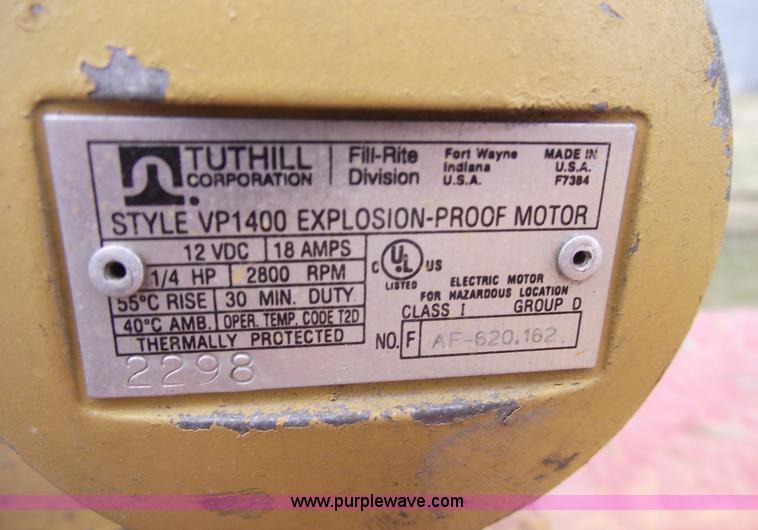 TUTHILL CORPORATION
Fill-Rite Division
Fort Wayne Indiana U.S.A.
MADE IN U.S.A. F7384
STYLE VP1400 EXPLOSION-PROOF MOTOR
12 VDC 18 AMPS
1/4 HP 2800 RPM
55°C RISE 30 MIN. DUTY
40°C AMB. OPER. TEMP. CODE T2D
THERMALLY PROTECTED
2298
C UL US
LISTED
ELECTRIC MOTOR
FOR HAZARDOUS LOCATION
CLASS I GROUP D
NO. F AF-620,162
www.purplewave.com